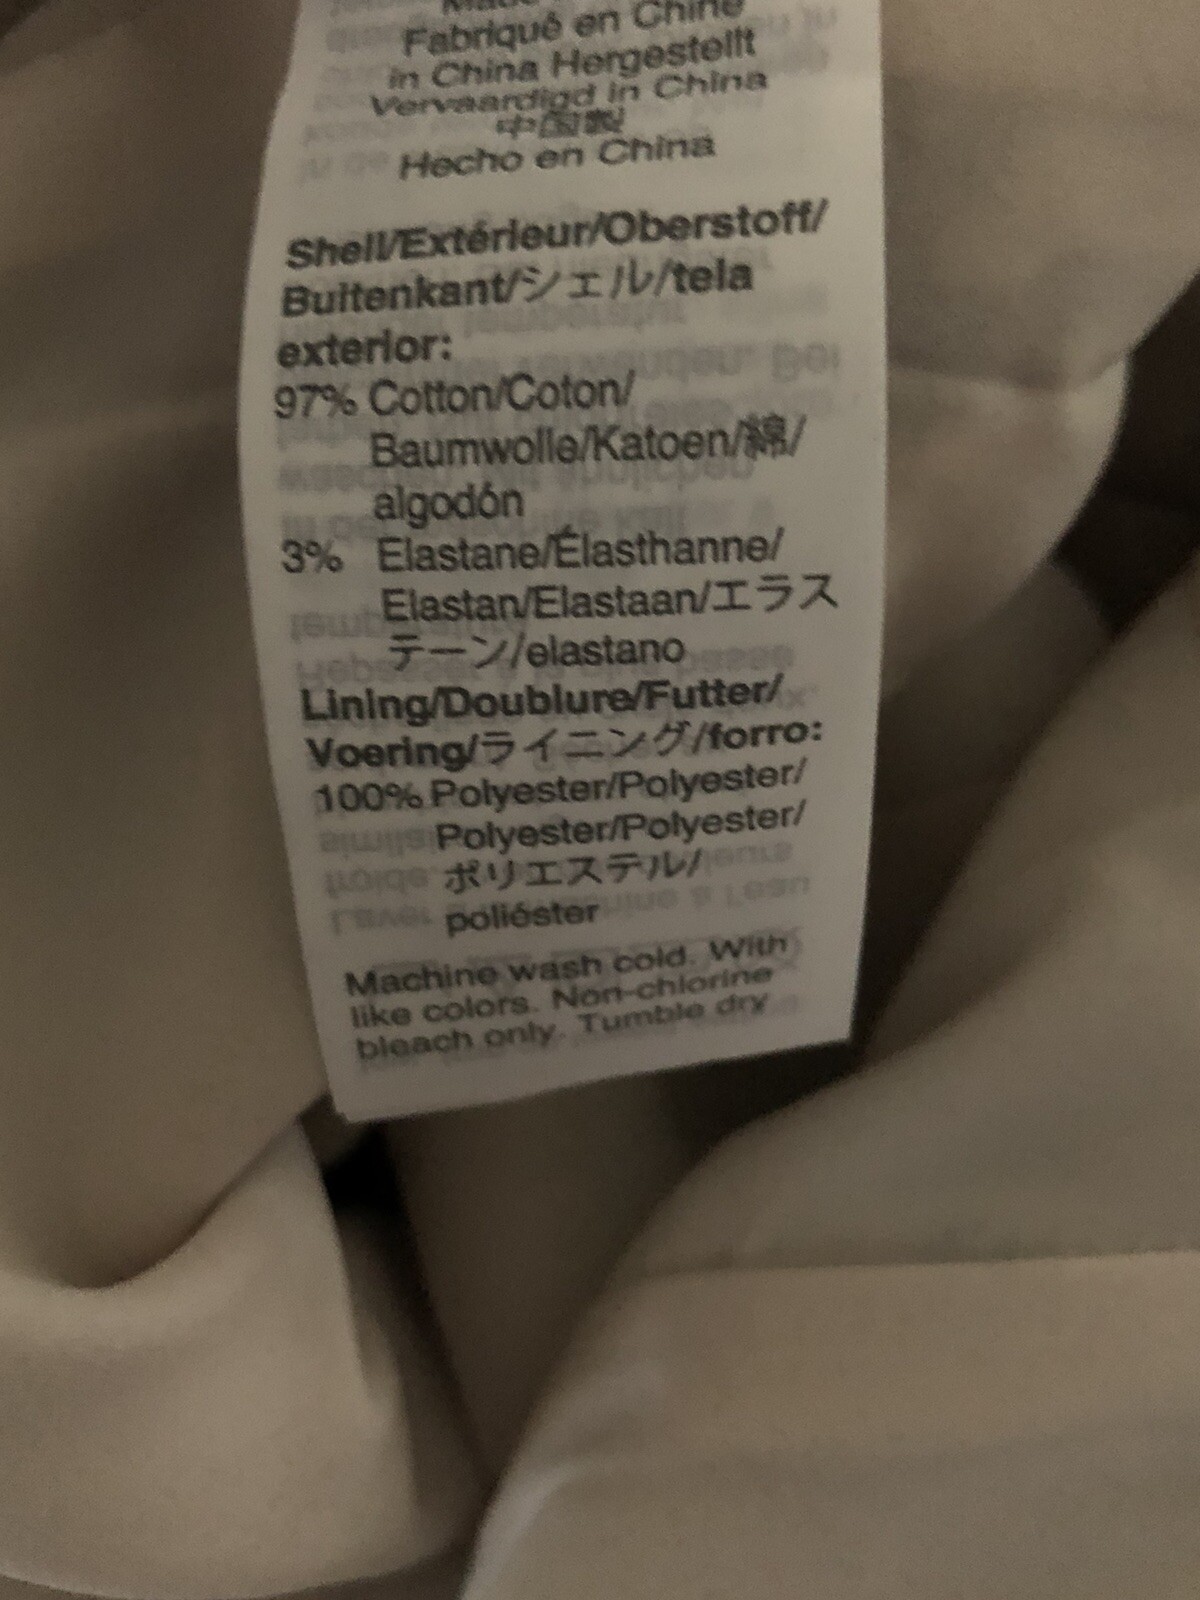 Made
Fabriqué en Chine
in China Hergestellt
Vervaardigd in China
中国製
Hecho en China
Shell/Extérieur/Oberstoff/
Buitenkant/シェル/tela
exterior:
97% Cotton/Coton/
Baumwolle/Katoen/綿/
algodón
3% Elastane/Élasthanne/
Elastan/Elastaan/エラス
テーン/elastano
Lining/Doublure/Futter/
Voering/ライニング/forro:
100% Polyester/Polyester/
Polyester/Polyester/
ポリエステル/
poliéster
Machine wash cold. With
like colors. Non-chlorine
bleach only. Tumble dry